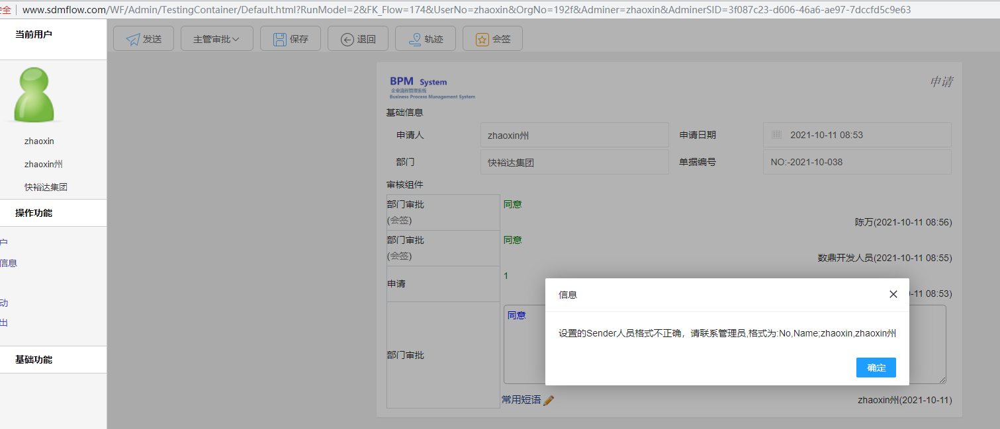 安全 www.sdmflow.com/WF/Admin/TestingContainer/Default.html?RunModel=2&FK_Flow=174&UserNo=zhaoxin&OrgNo=192f&Adminer=zhaoxin&AdminerSID=3f087c23-d606-46a6-ae97-7dccfd5c9e63
当前用户
发送 主管审批 保存 退回 轨迹 会签
zhaoxin
zhaoxin州
快裕达集团
操作功能
户
信息
动
出
基础功能
BPM System
企业流程管理系统
Business Process Management System
申请
基础信息
申请人 zhaoxin州 申请日期 2021-10-11 08:53
部门 快裕达集团 单据编号 NO:-2021-10-038
审核组件
部门审批 同意
(会签) 陈万(2021-10-11 08:56)
部门审批 同意
(会签) 数鼎开发人员(2021-10-11 08:55)
1
申请 -11 08:53)
同意
部门审批
常用短语 zhaoxin州(2021-10-11)
信息
设置的Sender人员格式不正确，请联系管理员,格式为:No,Name;zhaoxin,zhaoxin州
确定